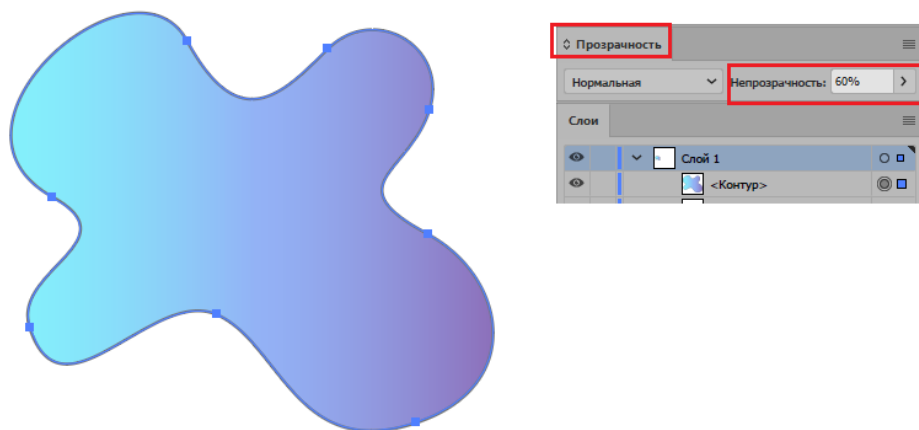 Прозрачность
Нормальная Непрозрачность: 60%
Слои
Слой 1
<Контур>